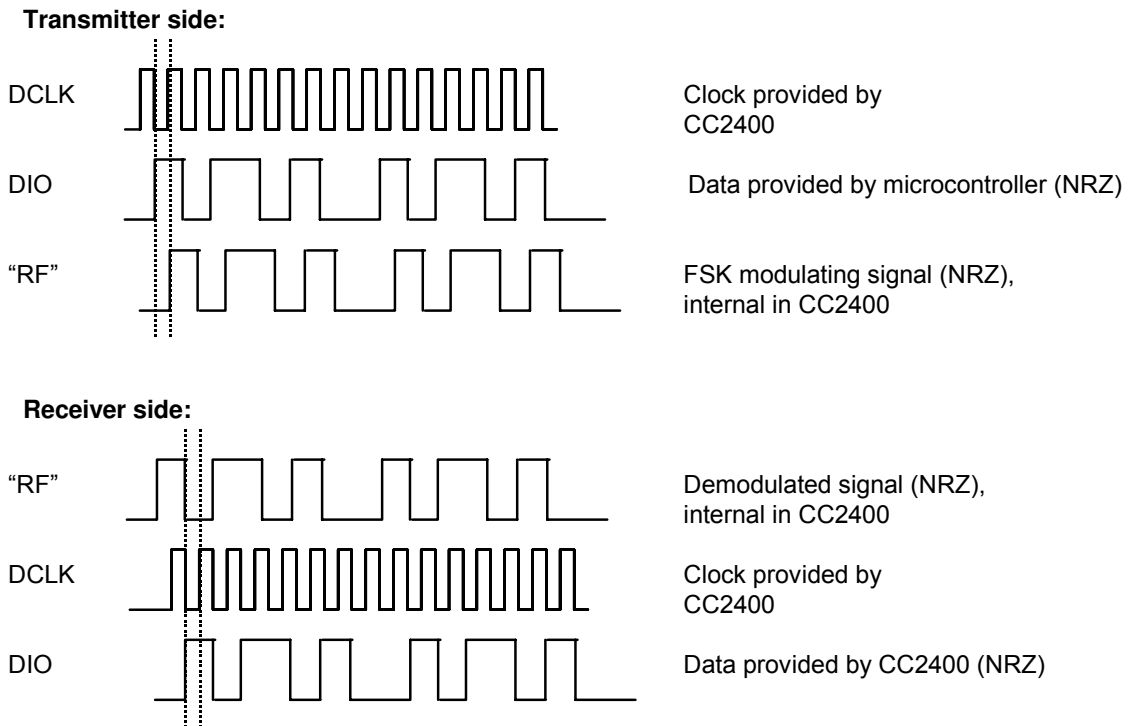 Transmitter side:
DCLK
Clock provided by
CC2400
DIO
Data provided by microcontroller (NRZ)
“RF”
FSK modulating signal (NRZ),
internal in CC2400
Receiver side:
“RF”
Demodulated signal (NRZ),
internal in CC2400
DCLK
Clock provided by
CC2400
DIO
Data provided by CC2400 (NRZ)